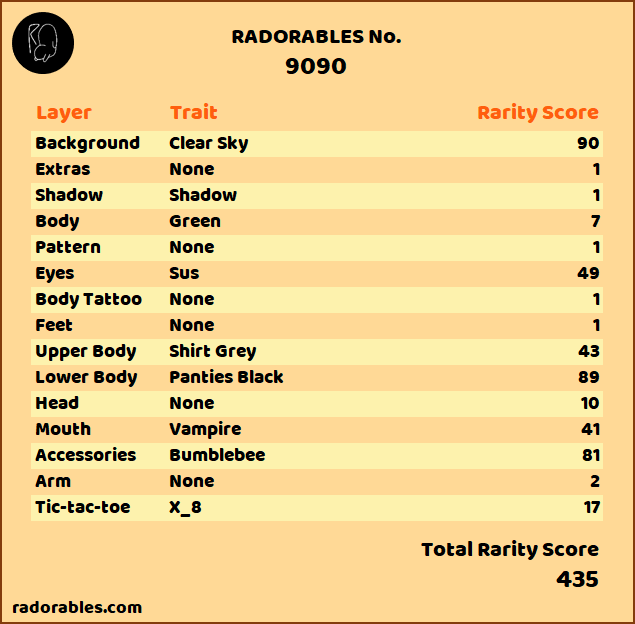 RADORABLES No.
9090
Layer Trait Rarity Score
Background Clear Sky 90
Extras None 1
Shadow Shadow 1
Body Green 7
Pattern None 1
Eyes Sus 49
Body Tattoo None 1
Feet None 1
Upper Body Shirt Grey 43
Lower Body Panties Black 89
Head None 10
Mouth Vampire 41
Accessories Bumblebee 81
Arm None 2
Tic-tac-toe X_8 17
Total Rarity Score
435
radorables.com